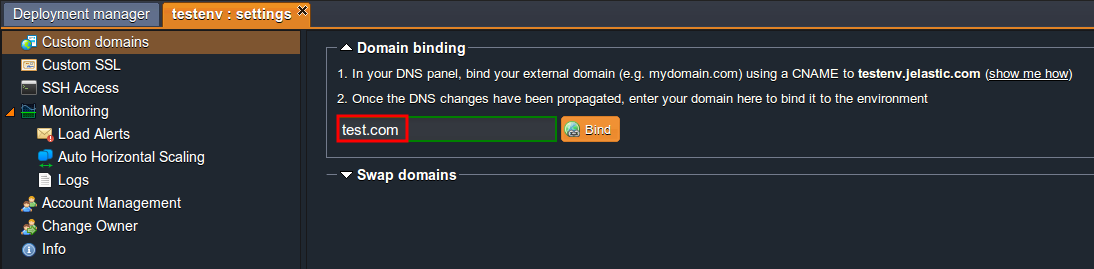 Deployment manager
testenv : settings
Custom domains
Custom SSL
SSH Access
Monitoring
Load Alerts
Auto Horizontal Scaling
Logs
Account Management
Change Owner
Info
Domain binding
1. In your DNS panel, bind your external domain (e.g. mydomain.com) using a CNAME to testenv.jelastic.com (show me how)
2. Once the DNS changes have been propagated, enter your domain here to bind it to the environment
test.com
Bind
Swap domains